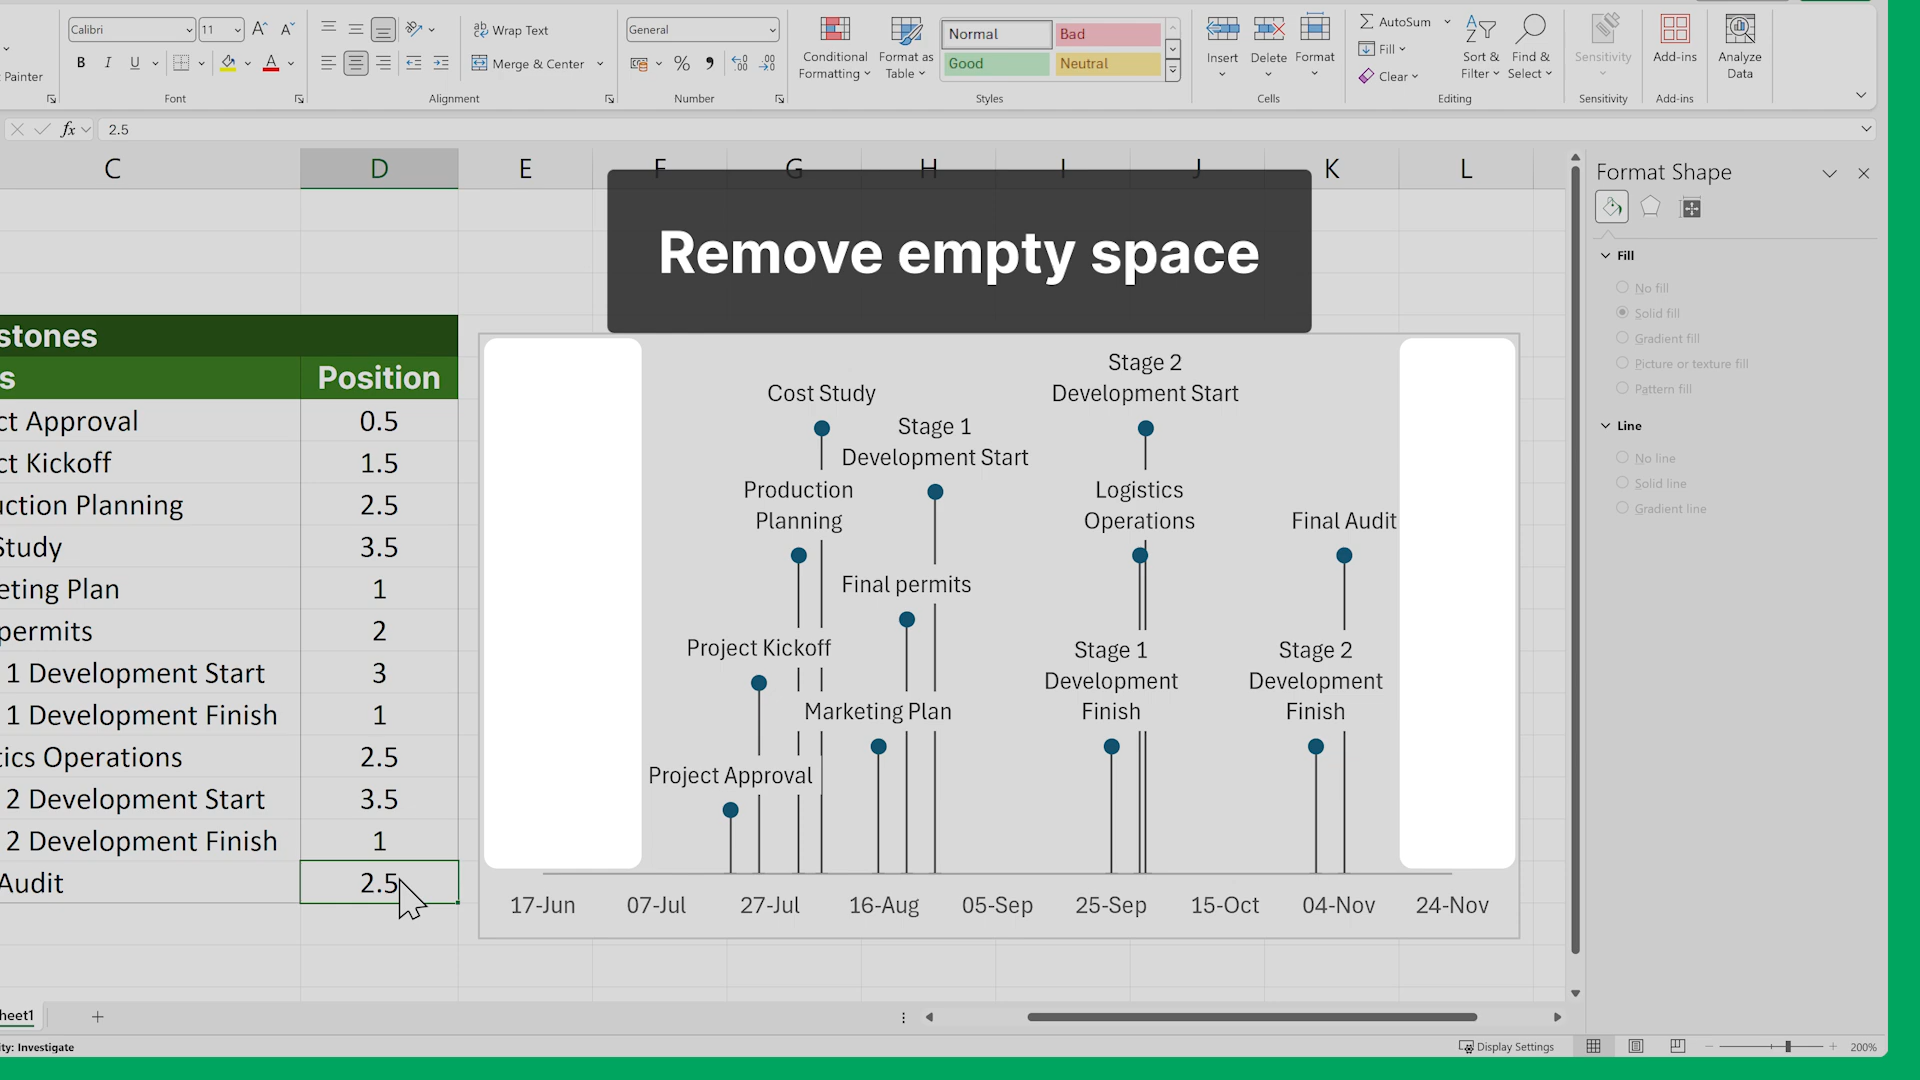 Calibri
11
Wrap Text
General
Conditional
Formatting
Format as
Table
Normal
Bad
Good
Neutral
Insert
Delete
Format
AutoSum
Fill
Clear
Sort &
Filter
Find &
Select
Sensitivity
Add-ins
Analyze
Data
Painter
B
I
U
A
Merge & Center
%
Font
Alignment
Number
Styles
Cells
Editing
Sensitivity
Add-ins
fx
2.5
C
D
E
F
G
H
I
J
K
L
Format Shape
Remove empty space
Fill
No fill
Solid fill
Gradient fill
Picture or texture fill
Pattern fill
Line
No line
Solid line
Gradient line
stones
s
Position
ct Approval
0.5
ct Kickoff
1.5
uction Planning
2.5
Study
3.5
eting Plan
1
permits
2
1 Development Start
3
1 Development Finish
1
tics Operations
2.5
2 Development Start
3.5
2 Development Finish
1
Audit
2.5
Stage 2
Development Start
Cost Study
Stage 1
Development Start
Production
Planning
Logistics
Operations
Final Audit
Final permits
Project Kickoff
Stage 1
Development
Finish
Stage 2
Development
Finish
Marketing Plan
Project Approval
17-Jun
07-Jul
27-Jul
16-Aug
05-Sep
25-Sep
15-Oct
04-Nov
24-Nov
heet1
ty: Investigate
Display Settings
200%